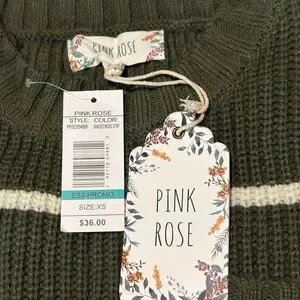 PINK ROSE
PINK ROSE
STYLE: COLOR:
ESS PROMO
SIZE:XS
$36.00
PINK
ROSE